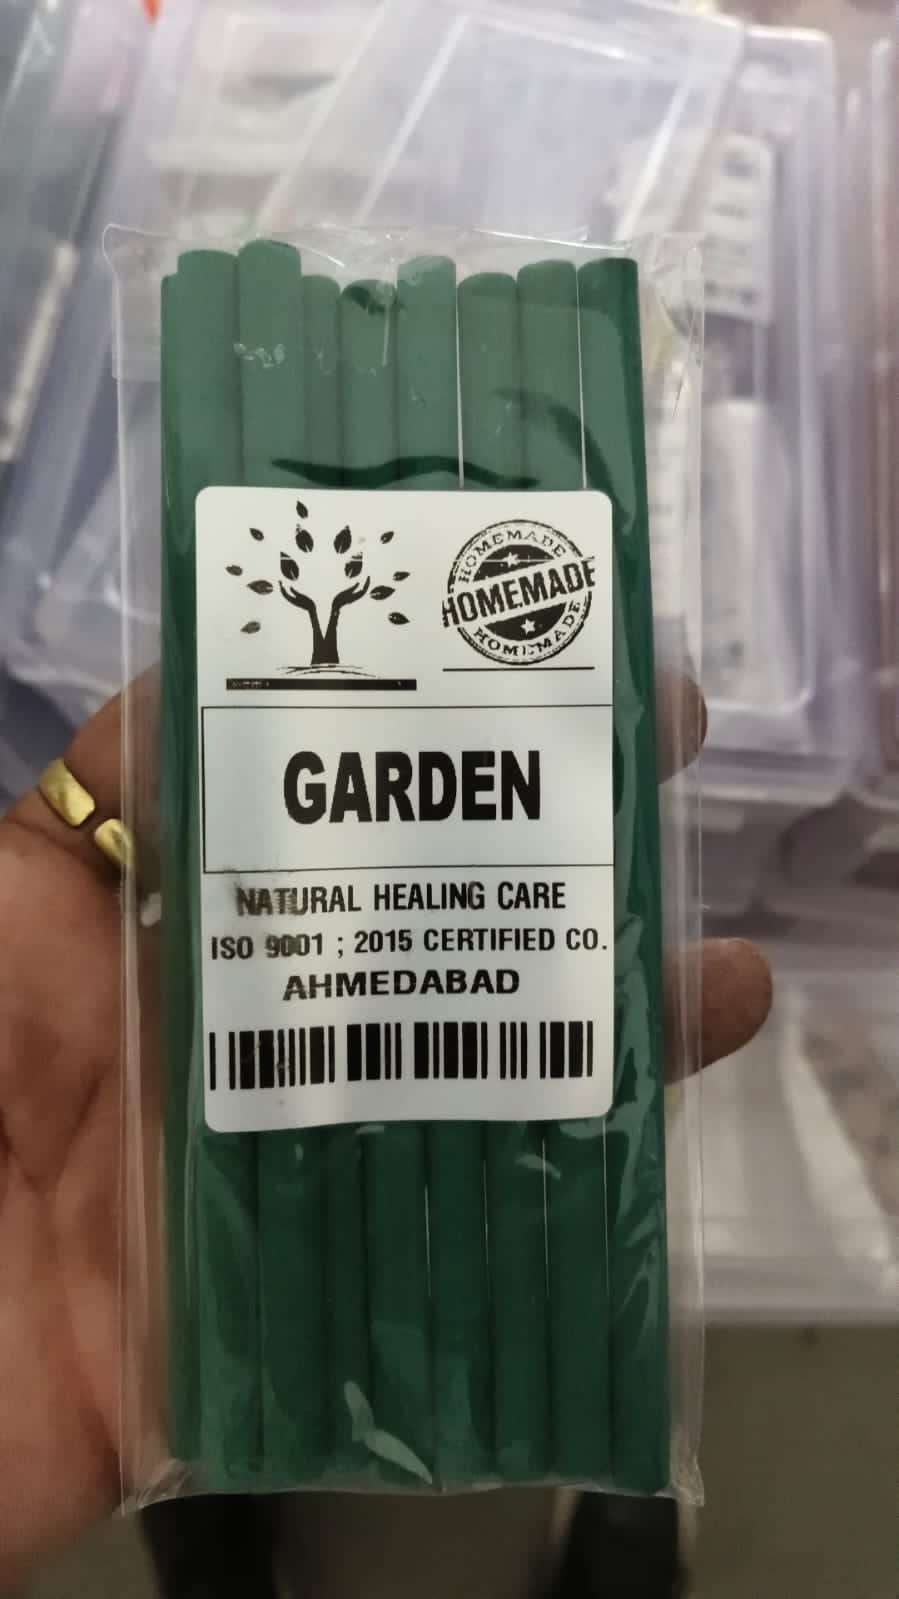 HOMEMADE
HOMEMADE
HOMEMADE
GARDEN
NATURAL HEALING CARE
ISO 9001 ; 2015 CERTIFIED CO.
AHMEDABAD